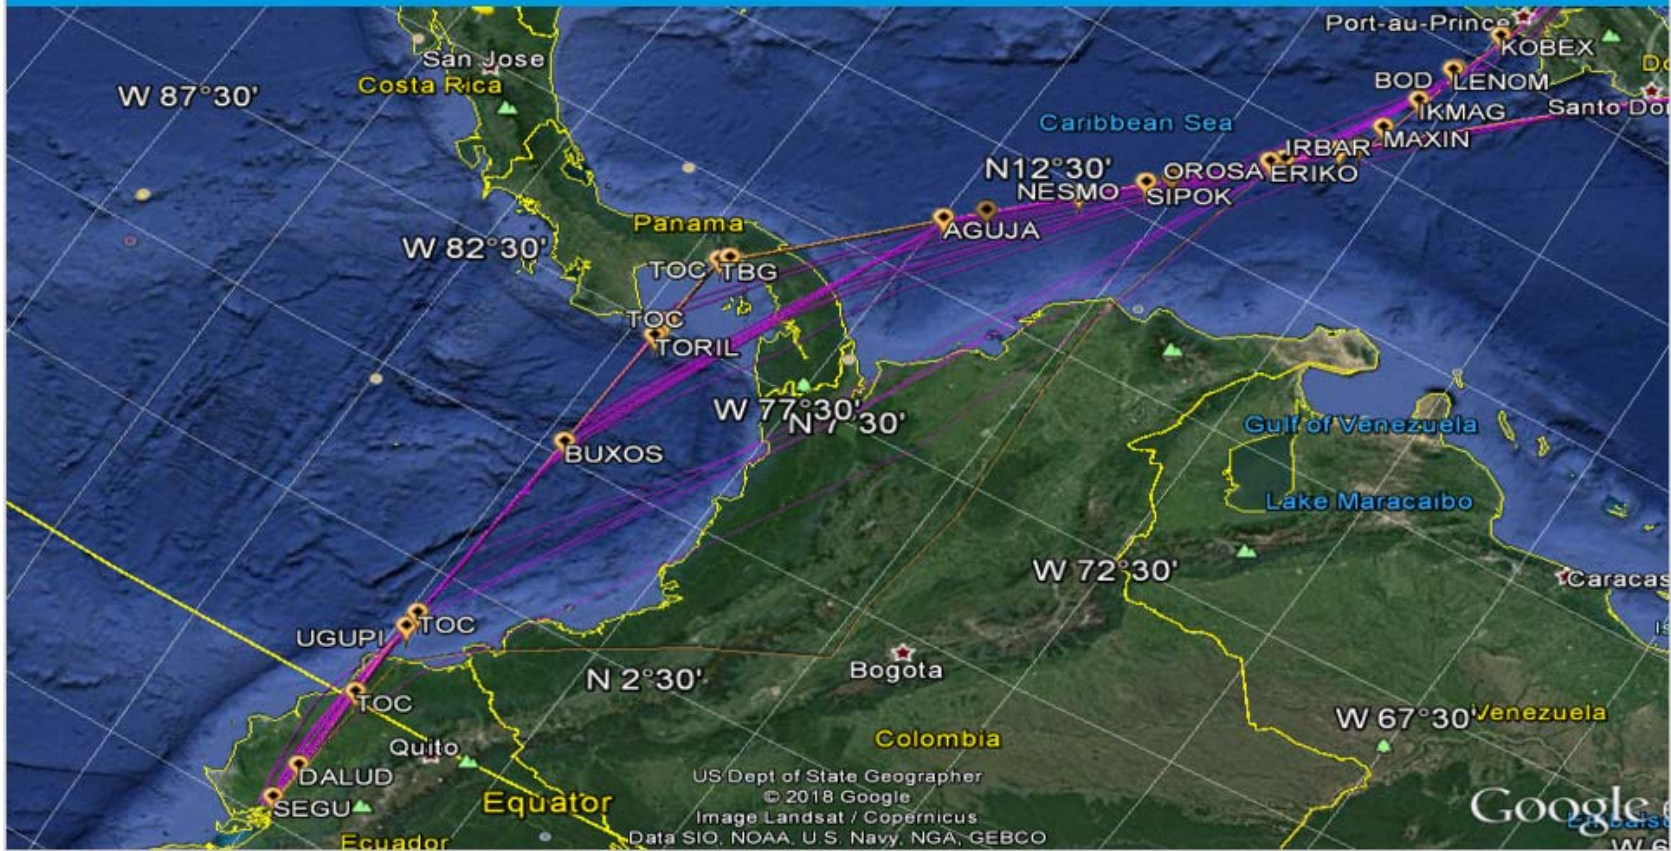 Port-au-Prince
KOBEX
San Jose
Costa Rica
W 87°30'
BOD
LENOM
IKMAG
Santo Do
Caribbean Sea
IRBAR
MAXIN
N12°30'
OROSA
ERIKO
NESMO
SIPOK
Panama
AGUJA
W 82°30'
TOC
TBG
TOC
TORIL
W 77°30'
N 7°30'
Gulf of Venezuela
BUXOS
Lake Maracaibo
W 72°30'
Caracas
UGUPI
TOC
Bogota
N 2°30'
TOC
W 67°30'
Venezuela
Colombia
Quito
DALUD
US Dept of State Geographer
© 2018 Google
SEGU
Equator
Image Landsat / Copernicus
Google
Data SIO, NOAA, U.S. Navy, NGA, GEBCO
Ecuador